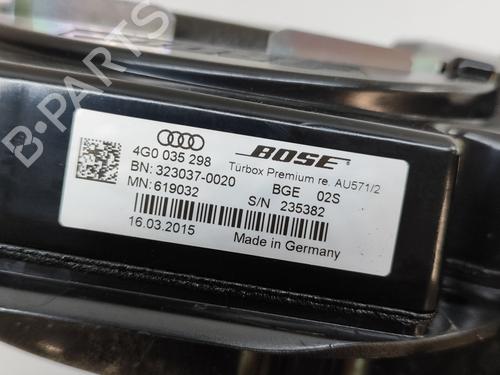 B-PARTS
BOSE
4G0 035 298
Türbox Premium re. AU571/2
BN: 323037-0020
BGE 02S
MN: 619032
S/N 235382
16.03.2015
Made in Germany